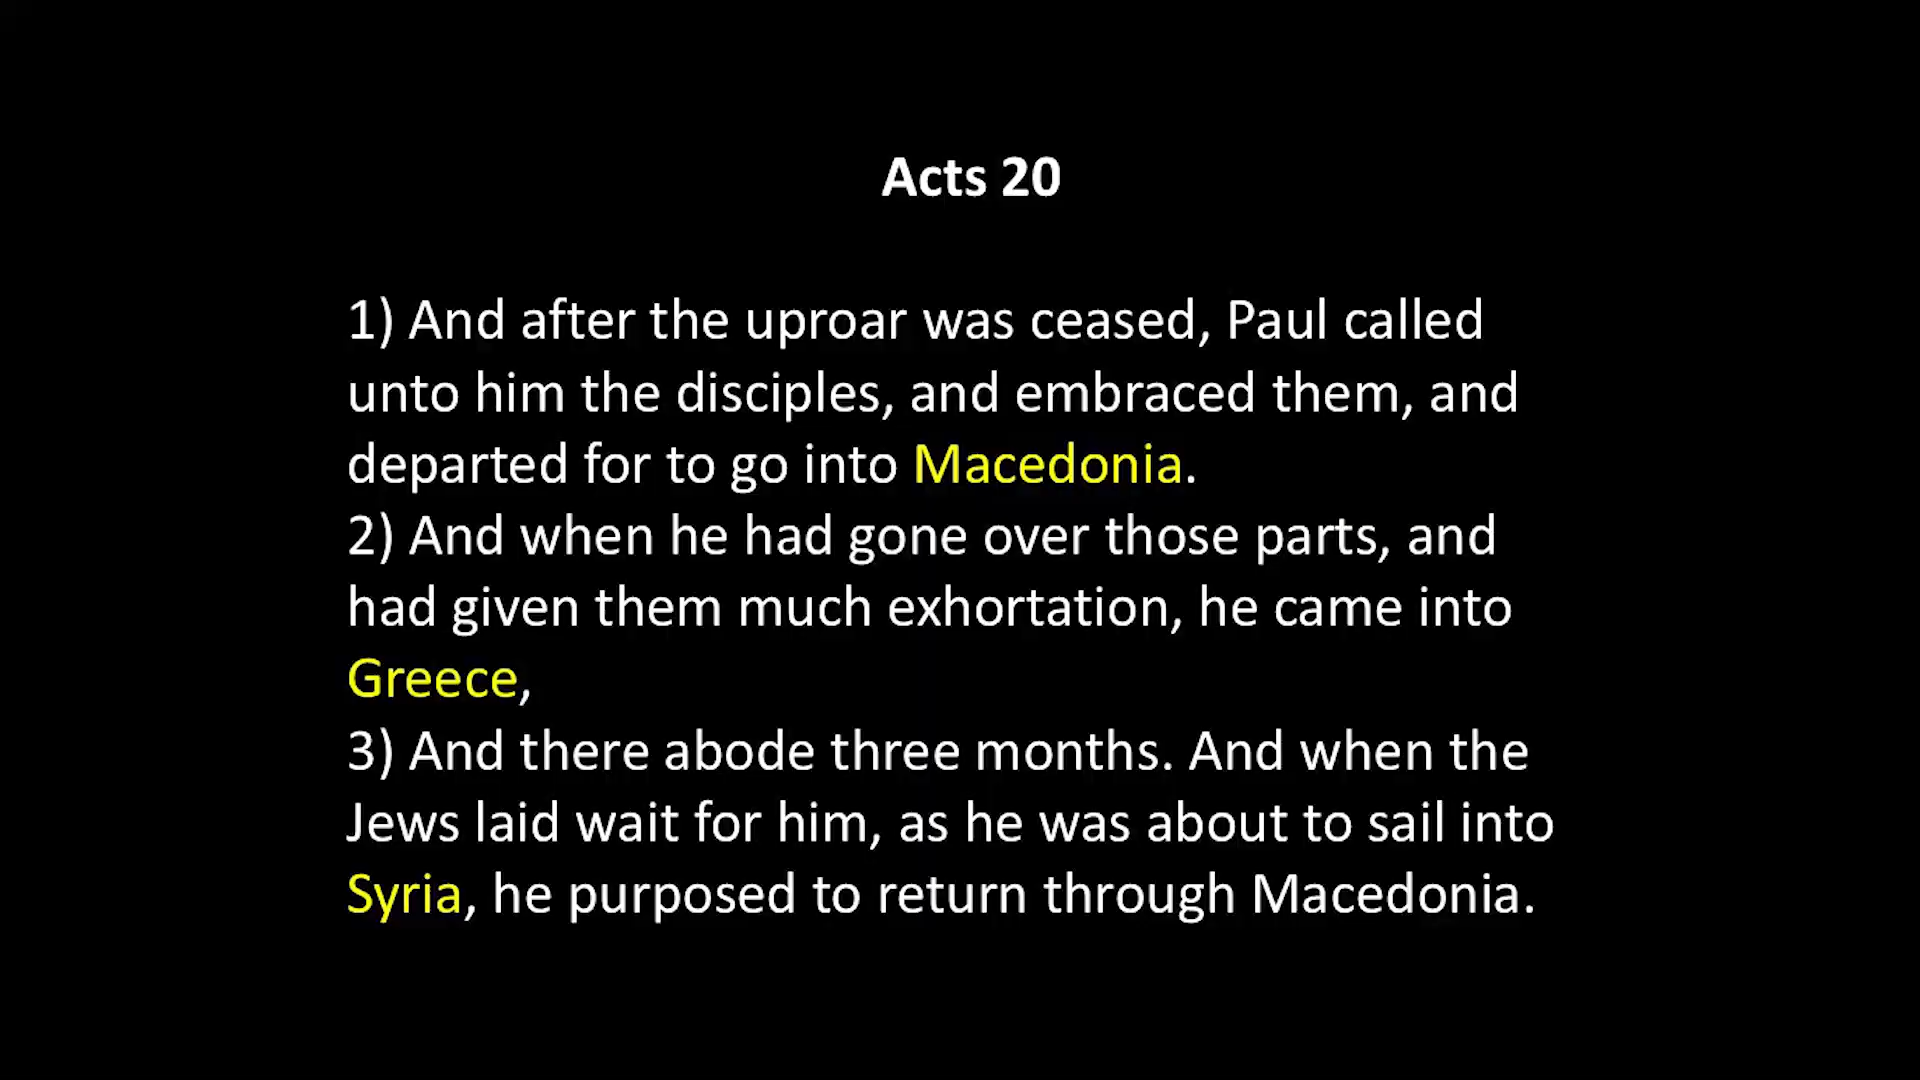 Acts 20
1) And after the uproar was ceased, Paul called
unto him the disciples, and embraced them, and
departed for to go into Macedonia.
2) And when he had gone over those parts, and
had given them much exhortation, he came into
Greece,
3) And there abode three months. And when the
Jews laid wait for him, as he was about to sail into
Syria, he purposed to return through Macedonia.